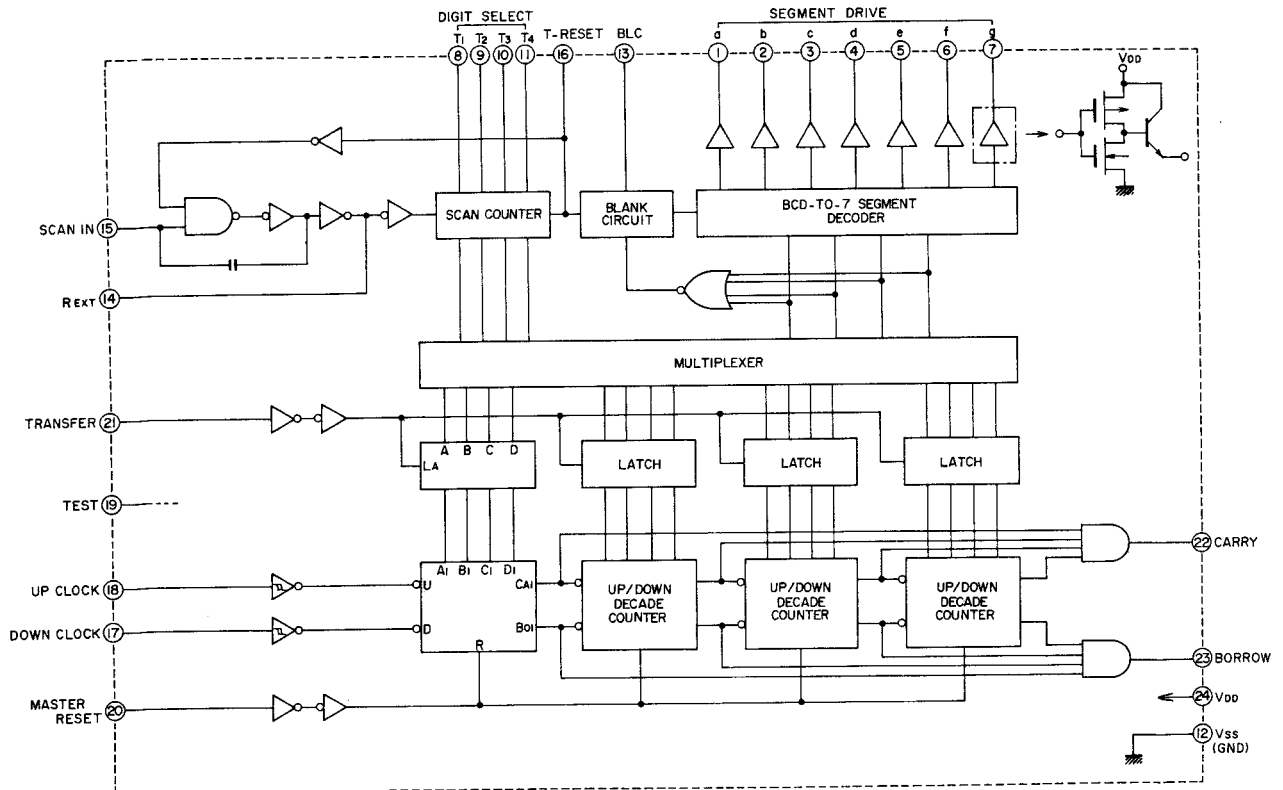 DIGIT SELECT
T1 T2 T3 T4
8 9 10 11
T-RESET
16
BLC
13
SEGMENT DRIVE
a b c d e f g
1 2 3 4 5 6 7
VDD
SCAN IN 15
SCAN COUNTER
BLANK
CIRCUIT
BCD-TO-7 SEGMENT
DECODER
REXT 14
MULTIPLEXER
TRANSFER 21
A B C D
LA
LATCH
LATCH
LATCH
TEST 19
22 CARRY
A1 B1 C1 D1
UP CLOCK 18
U
CA1
UP/DOWN
DECADE
COUNTER
UP/DOWN
DECADE
COUNTER
UP/DOWN
DECADE
COUNTER
DOWN CLOCK 17
D
BO1
R
23 BORROW
MASTER
RESET 20
24 VDD
12 VSS
(GND)